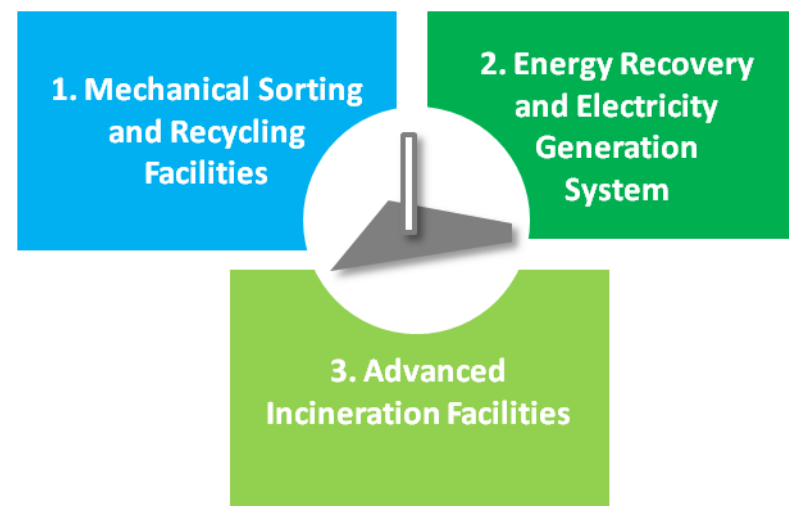 1. Mechanical Sorting
and Recycling
Facilities
2. Energy Recovery
and Electricity
Generation
System
3. Advanced
Incineration Facilities